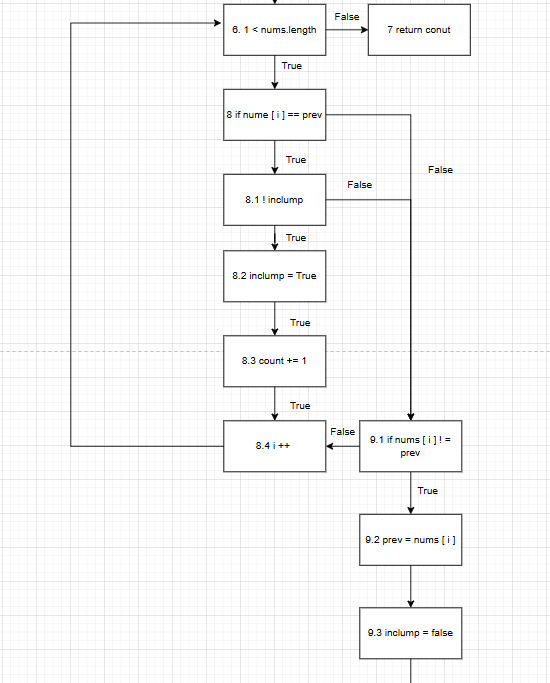 False
6. 1 < nums.length
7 return conut
True
8 if nume [ i ] == prev
True
False
False
8.1 ! inclump
True
8.2 inclump = True
True
8.3 count += 1
True
False
8.4 i ++
9.1 if nums [ i ] ! =
prev
True
9.2 prev = nums [ i ]
9.3 inclump = false